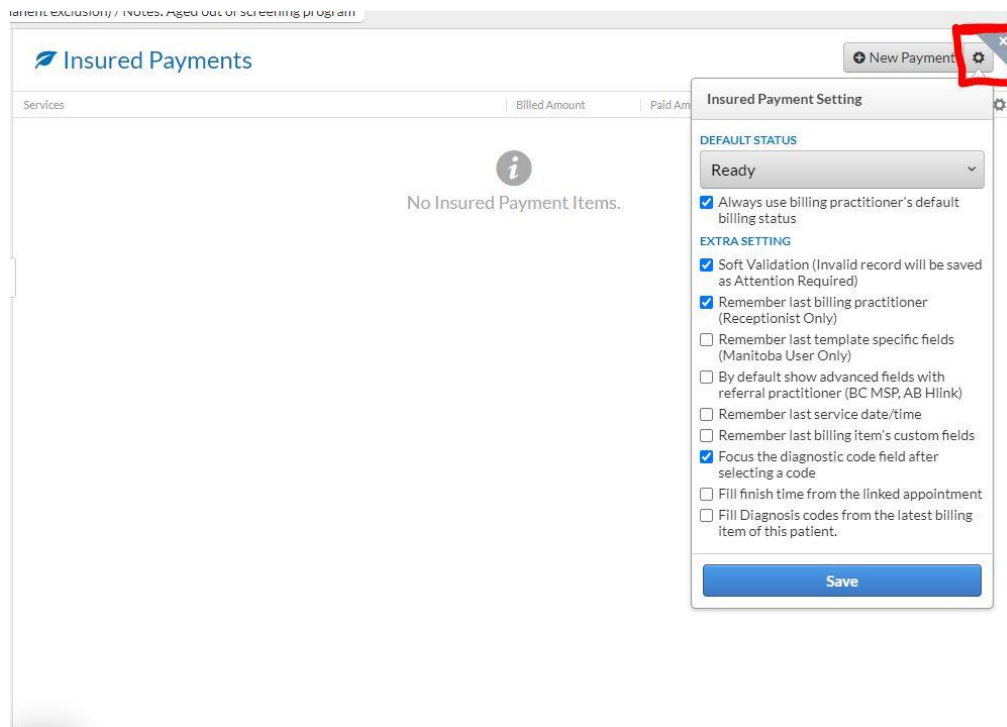 anent exclusion) / Notes: Aged out of screening program
Insured Payments
New Payment
Services
Billed Amount
Paid Am
Insured Payment Setting
DEFAULT STATUS
Ready
Always use billing practitioner's default
billing status
EXTRA SETTING
Soft Validation (Invalid record will be saved
as Attention Required)
Remember last billing practitioner
(Receptionist Only)
Remember last template specific fields
(Manitoba User Only)
By default show advanced fields with
referral practitioner (BC MSP, AB Hlink)
Remember last service date/time
Remember last billing item's custom fields
Focus the diagnostic code field after
selecting a code
Fill finish time from the linked appointment
Fill Diagnosis codes from the latest billing
item of this patient.
Save
No Insured Payment Items.